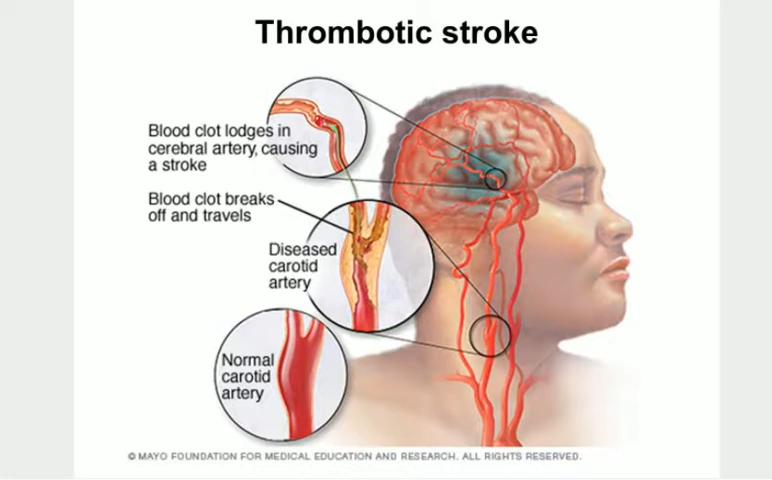 Thrombotic stroke
Blood clot lodges in
cerebral artery, causing
a stroke
Blood clot breaks
off and travels
Diseased
carotid
artery
Normal
carotid
artery
© MAYO FOUNDATION FOR MEDICAL EDUCATION AND RESEARCH. ALL RIGHTS RESERVED.